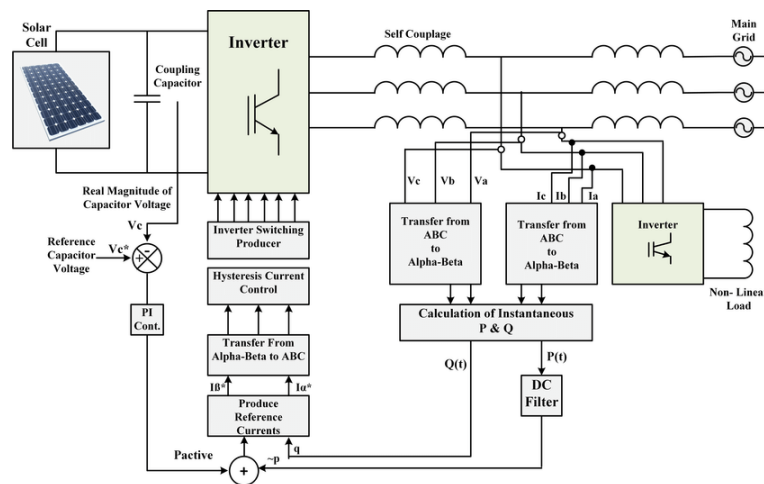 Solar
Cell
Inverter
Coupling
Capacitor
Self Couplage
Main
Grid
Real Magnitude of
Capacitor Voltage
Vc
Reference
Capacitor
Voltage
Vc*
-
+
PI
Cont.
Inverter Switching
Producer
Hysteresis Current
Control
Transfer From
Alpha-Beta to ABC
Iß*
Iα*
Produce
Reference
Currents
Pactive
+
~p
q
Vc
Vb
Va
Ic
Ib
Ia
Transfer from
ABC
to
Alpha-Beta
Transfer from
ABC
to
Alpha-Beta
Inverter
Non- Linear
Load
Calculation of Instantaneous
P & Q
Q(t)
P(t)
DC
Filter